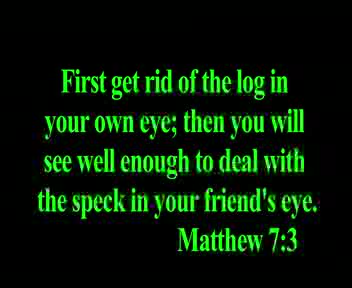 First get rid of the log in
your own eye; then you will
see well enough to deal with
the speck in your friend's eye.
Matthew 7:3